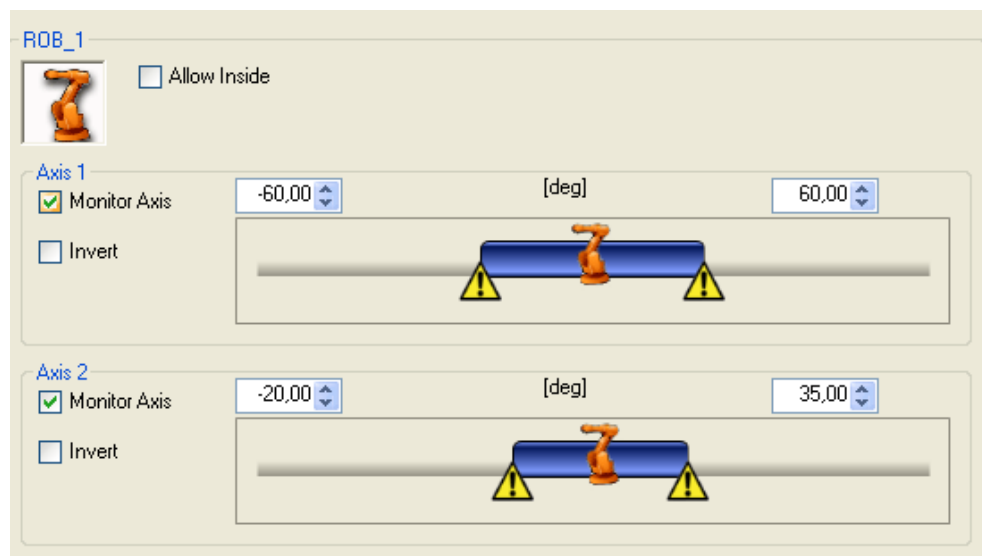 ROB_1
Allow Inside
Axis 1
Monitor Axis
-60,00
[deg]
60,00
Invert
Axis 2
Monitor Axis
-20,00
[deg]
35,00
Invert